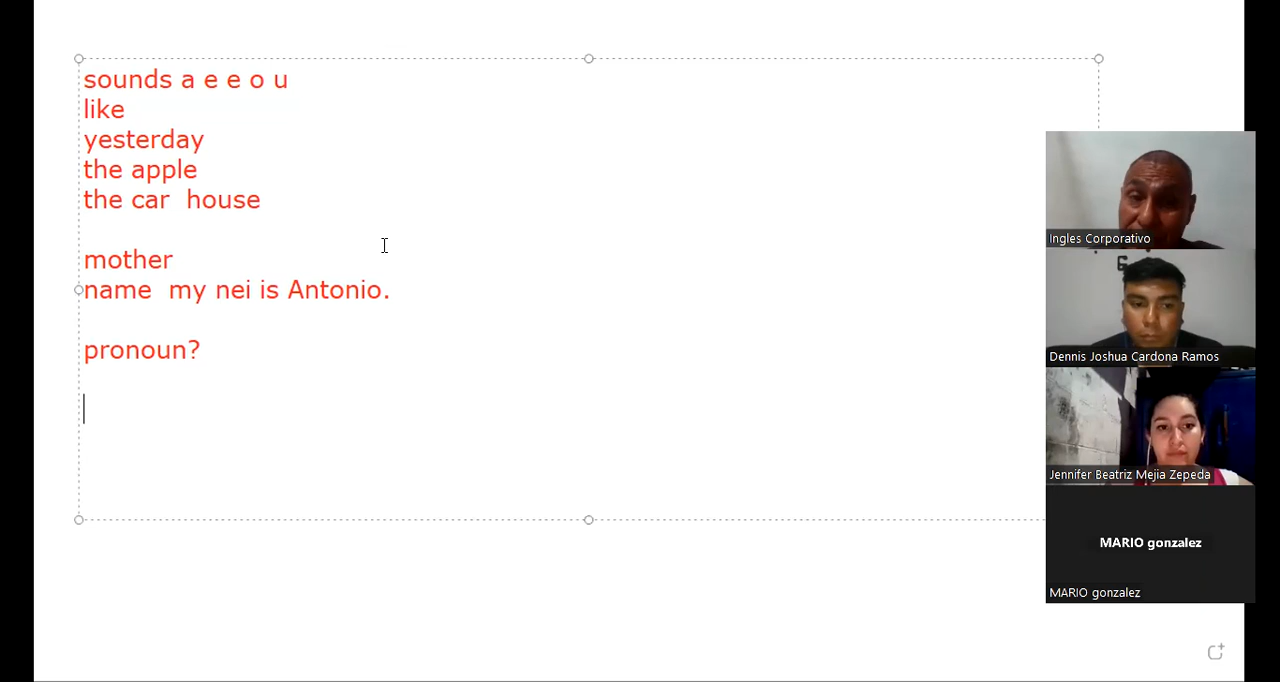 sounds a e e o u
like
yesterday
the apple
the car  house
mother
name  my nei is Antonio.
pronoun?
Ingles Corporativo
Dennis Joshua Cardona Ramos
Jennifer Beatriz Mejia Zepeda
MARIO gonzalez
MARIO gonzalez